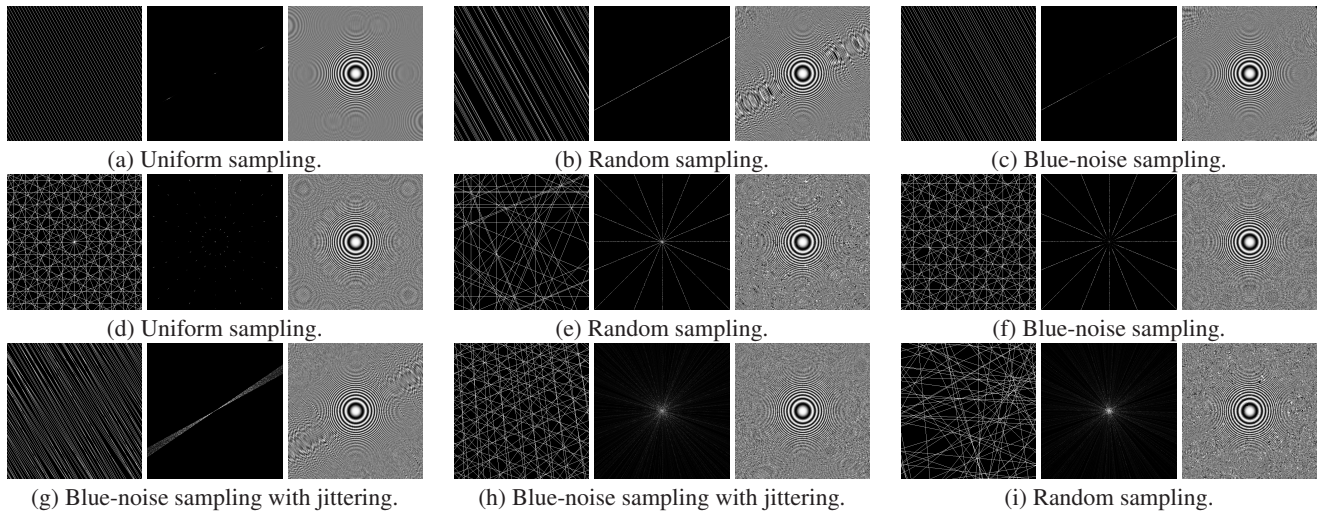 (a) Uniform sampling.
(b) Random sampling.
(c) Blue-noise sampling.
(d) Uniform sampling.
(e) Random sampling.
(f) Blue-noise sampling.
(g) Blue-noise sampling with jittering.
(h) Blue-noise sampling with jittering.
(i) Random sampling.